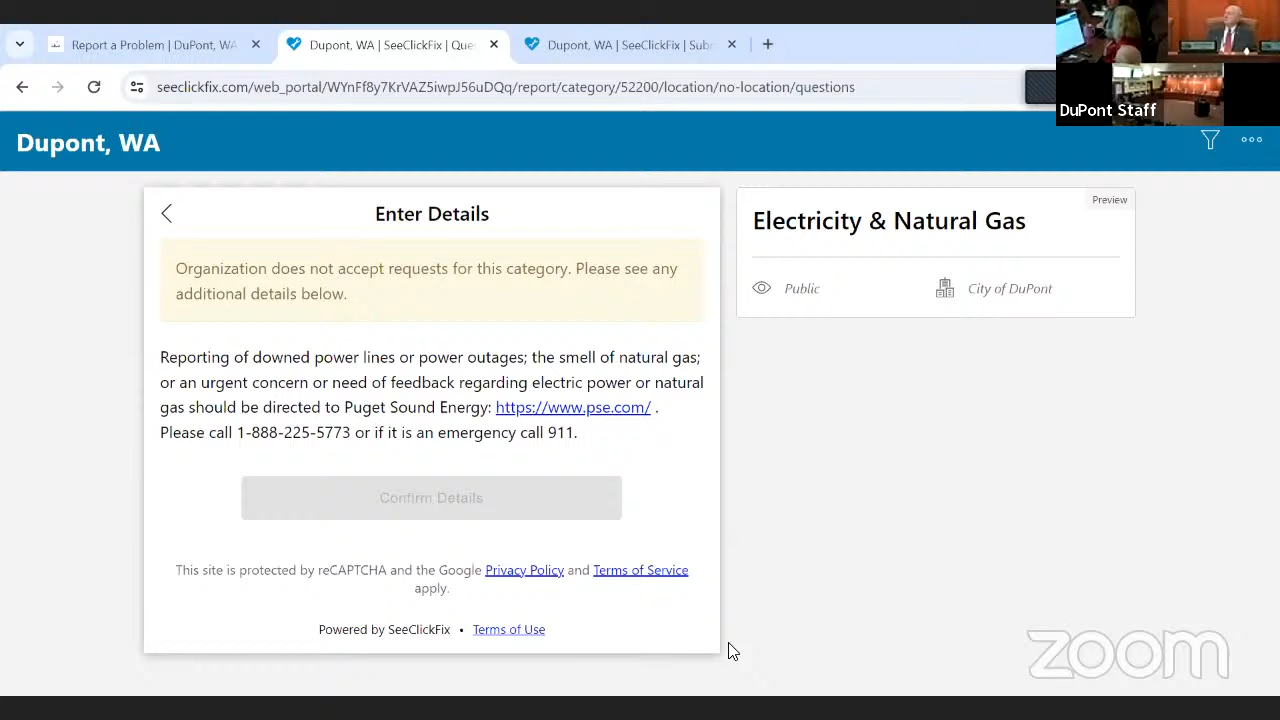 Report a Problem | DuPont, WA
Dupont, WA | SeeClickFix | Que
Dupont, WA | SeeClickFix | Sub
seeclickfix.com/web_portal/WYnFf8y7KrVAZ5iwpJ56uDQq/report/category/52200/location/no-location/questions
DuPont Staff
Dupont, WA
Enter Details
Organization does not accept requests for this category. Please see any
additional details below.
Reporting of downed power lines or power outages; the smell of natural gas;
or an urgent concern or need of feedback regarding electric power or natural
gas should be directed to Puget Sound Energy: https://www.pse.com/ .
Please call 1-888-225-5773 or if it is an emergency call 911.
Confirm Details
This site is protected by reCAPTCHA and the Google Privacy Policy and Terms of Service
apply.
Powered by SeeClickFix • Terms of Use
Preview
Electricity & Natural Gas
Public
City of DuPont
zoom